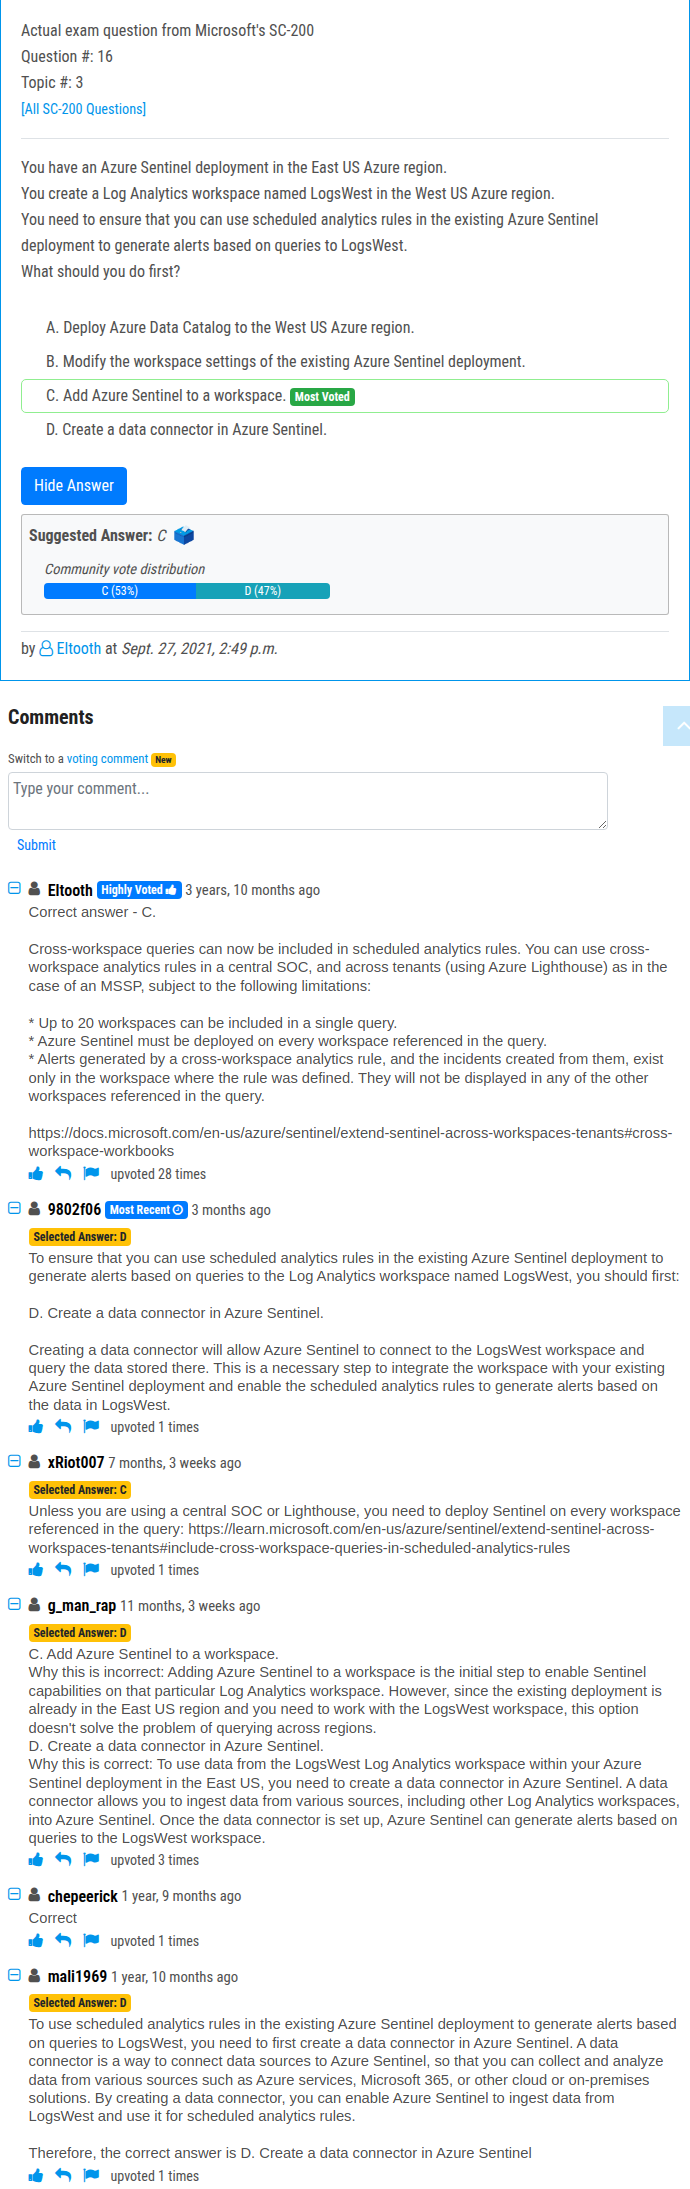 Actual exam question from Microsoft's SC-200
Question #: 16
Topic #: 3
[All SC-200 Questions]
You have an Azure Sentinel deployment in the East US Azure region.
You create a Log Analytics workspace named LogsWest in the West US Azure region.
You need to ensure that you can use scheduled analytics rules in the existing Azure Sentinel
deployment to generate alerts based on queries to LogsWest.
What should you do first?
A. Deploy Azure Data Catalog to the West US Azure region.
B. Modify the workspace settings of the existing Azure Sentinel deployment.
C. Add Azure Sentinel to a workspace. Most Voted
D. Create a data connector in Azure Sentinel.
Hide Answer
Suggested Answer: C
Community vote distribution
C (53%) D (47%)
by Eltooth at Sept. 27, 2021, 2:49 p.m.
Comments
Switch to a voting comment New
Type your comment...
Submit
Eltooth Highly Voted 3 years, 10 months ago
Correct answer - C.
Cross-workspace queries can now be included in scheduled analytics rules. You can use cross-
workspace analytics rules in a central SOC, and across tenants (using Azure Lighthouse) as in the
case of an MSSP, subject to the following limitations:
* Up to 20 workspaces can be included in a single query.
* Azure Sentinel must be deployed on every workspace referenced in the query.
* Alerts generated by a cross-workspace analytics rule, and the incidents created from them, exist
only in the workspace where the rule was defined. They will not be displayed in any of the other
workspaces referenced in the query.
https://docs.microsoft.com/en-us/azure/sentinel/extend-sentinel-across-workspaces-tenants#cross-
workspace-workbooks
upvoted 28 times
9802f06 Most Recent 3 months ago
Selected Answer: D
To ensure that you can use scheduled analytics rules in the existing Azure Sentinel deployment to
generate alerts based on queries to the Log Analytics workspace named LogsWest, you should first:
D. Create a data connector in Azure Sentinel.
Creating a data connector will allow Azure Sentinel to connect to the LogsWest workspace and
query the data stored there. This is a necessary step to integrate the workspace with your existing
Azure Sentinel deployment and enable the scheduled analytics rules to generate alerts based on
the data in LogsWest.
upvoted 1 times
xRiot007 7 months, 3 weeks ago
Selected Answer: C
Unless you are using a central SOC or Lighthouse, you need to deploy Sentinel on every workspace
referenced in the query: https://learn.microsoft.com/en-us/azure/sentinel/extend-sentinel-across-
workspaces-tenants#include-cross-workspace-queries-in-scheduled-analytics-rules
upvoted 1 times
g_man_rap 11 months, 3 weeks ago
Selected Answer: D
C. Add Azure Sentinel to a workspace.
Why this is incorrect: Adding Azure Sentinel to a workspace is the initial step to enable Sentinel
capabilities on that particular Log Analytics workspace. However, since the existing deployment is
already in the East US region and you need to work with the LogsWest workspace, this option
doesn't solve the problem of querying across regions.
D. Create a data connector in Azure Sentinel.
Why this is correct: To use data from the LogsWest Log Analytics workspace within your Azure
Sentinel deployment in the East US, you need to create a data connector in Azure Sentinel. A data
connector allows you to ingest data from various sources, including other Log Analytics workspaces,
into Azure Sentinel. Once the data connector is set up, Azure Sentinel can generate alerts based on
queries to the LogsWest workspace.
upvoted 3 times
chepeerick 1 year, 9 months ago
Correct
upvoted 1 times
mali1969 1 year, 10 months ago
Selected Answer: D
To use scheduled analytics rules in the existing Azure Sentinel deployment to generate alerts based
on queries to LogsWest, you need to first create a data connector in Azure Sentinel. A data
connector is a way to connect data sources to Azure Sentinel, so that you can collect and analyze
data from various sources such as Azure services, Microsoft 365, or other cloud or on-premises
solutions. By creating a data connector, you can enable Azure Sentinel to ingest data from
LogsWest and use it for scheduled analytics rules.
Therefore, the correct answer is D. Create a data connector in Azure Sentinel
upvoted 1 times